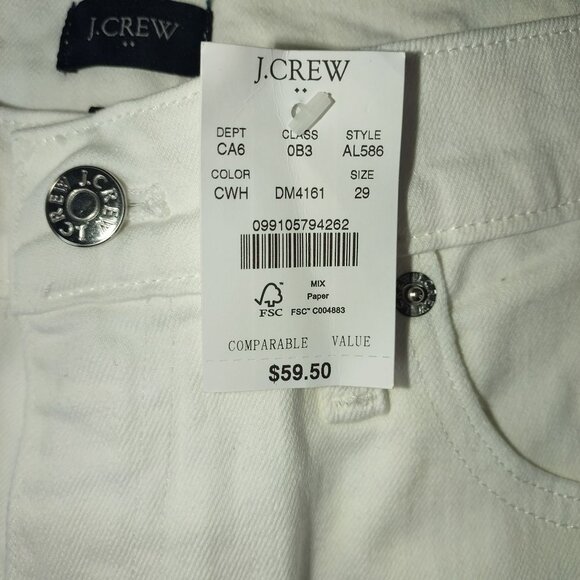 J.CREW
J.CREW
DEPT CLASS STYLE
CA6 0B3 AL586
COLOR SIZE
CWH DM4161 29
099105794262
MIX
Paper
FSC™ C004883
FSC
COMPARABLE VALUE
$59.50
J.CREW J.CREW